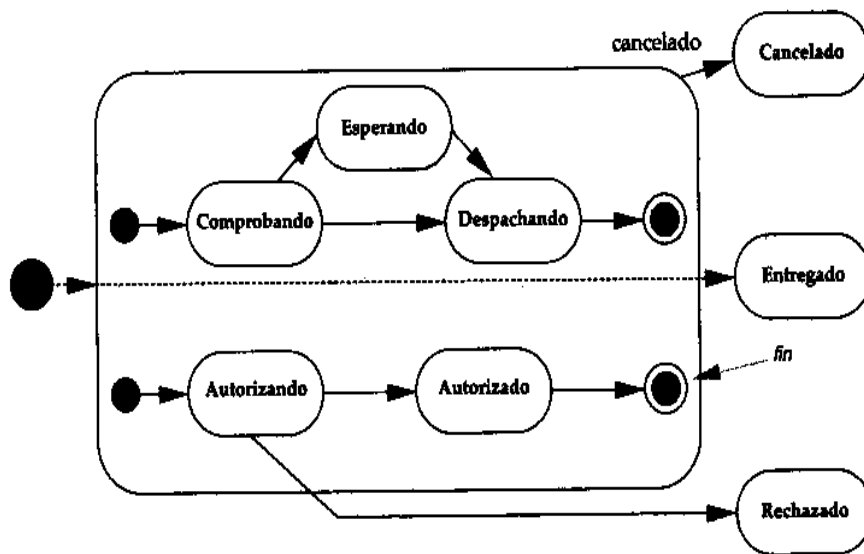 cancelado
Cancelado
Esperando
Comprobando
Despachando
Entregado
fin
Autorizando
Autorizado
Rechazado